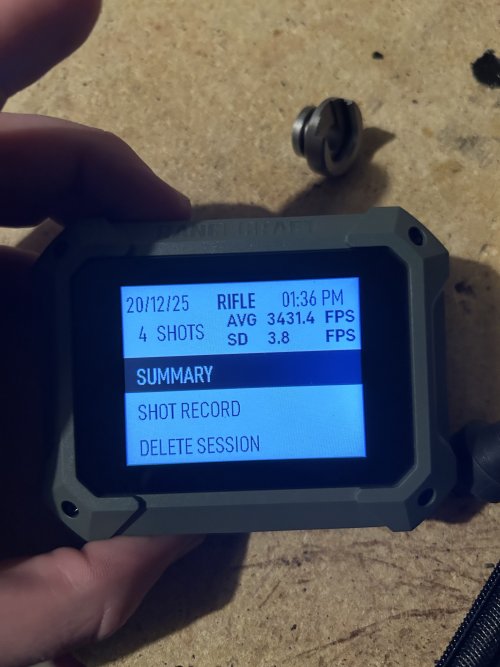 20/12/25 RIFLE 01:36 PM
4 SHOTS AVG 3431.4 FPS
SD 3.8 FPS
SUMMARY
SHOT RECORD
DELETE SESSION